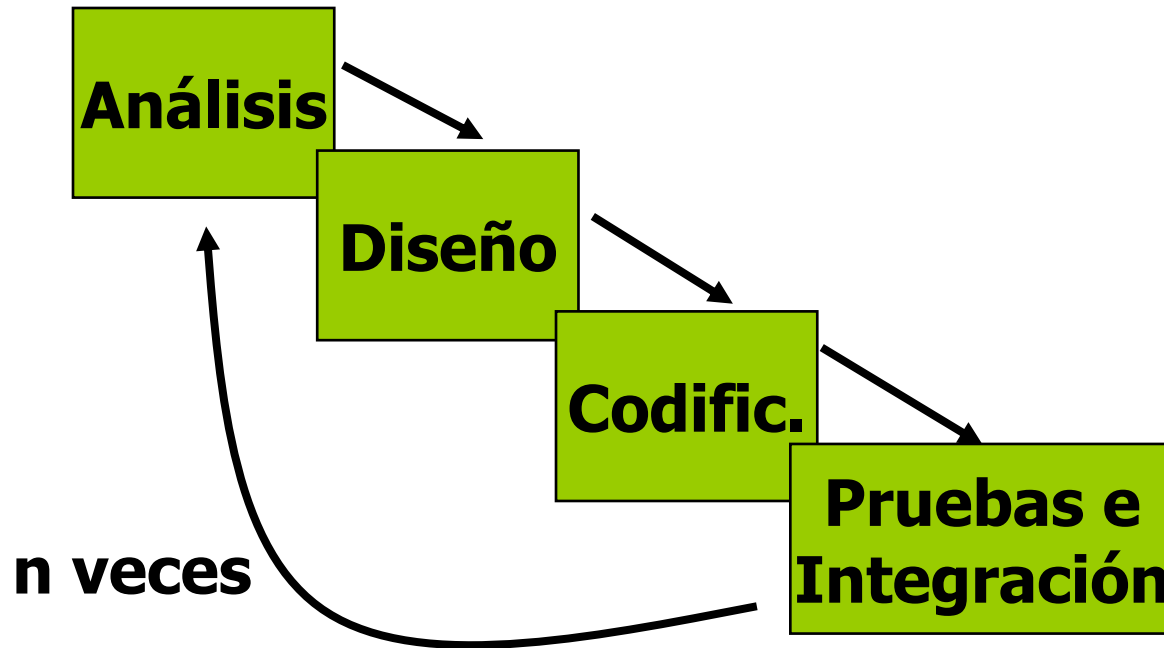 Análisis
Diseño
Codific.
Pruebas e
Integración
n veces